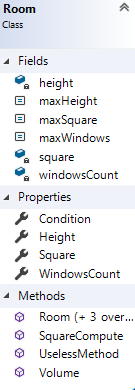 Room
Class
Fields
height
maxHeight
maxSquare
maxWindows
square
windowsCount
Properties
Condition
Height
Square
WindowsCount
Methods
Room (+ 3 over...
SquareCompute
UselessMethod
Volume